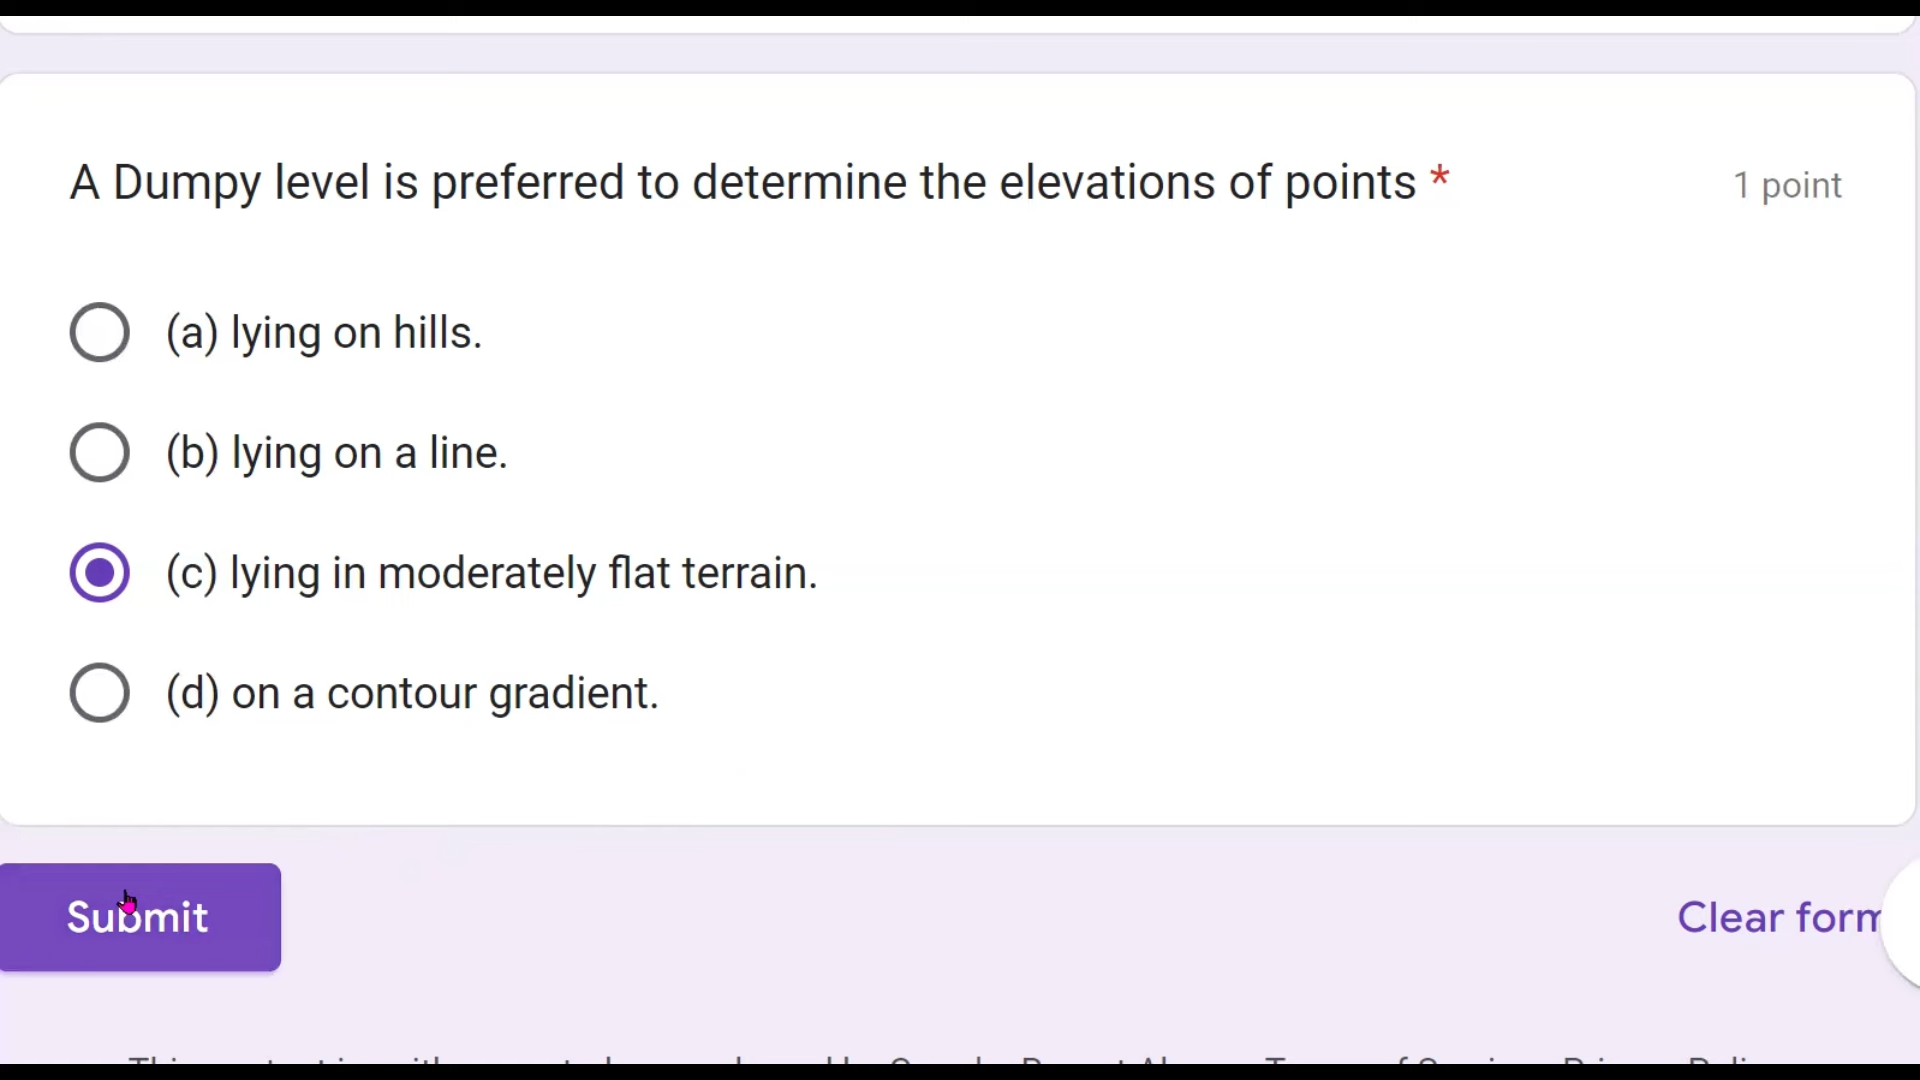 A Dumpy level is preferred to determine the elevations of points *
1 point
(a) lying on hills.
(b) lying on a line.
(c) lying in moderately flat terrain.
(d) on a contour gradient.
Submit
Clear form